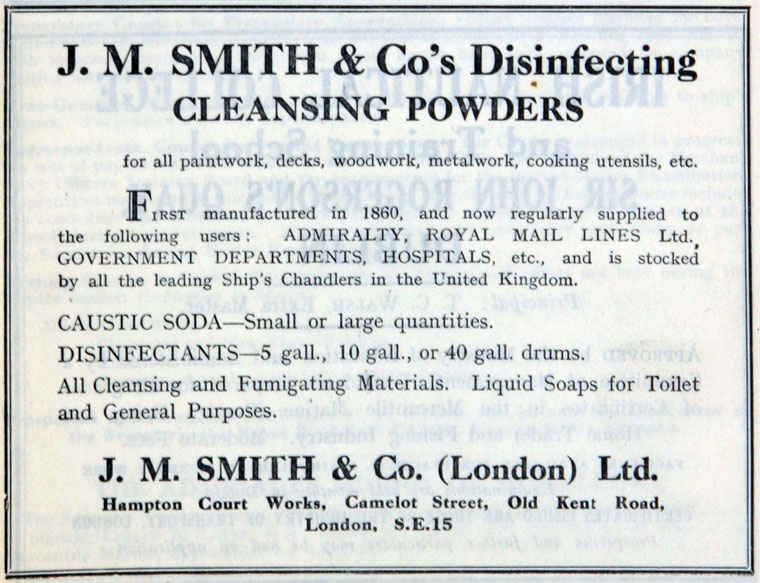 J. M. SMITH & Co's Disinfecting
CLEANSING POWDERS
for all paintwork, decks, woodwork, metalwork, cooking utensils, etc.
FIRST manufactured in 1860, and now regularly supplied to
the following users: ADMIRALTY, ROYAL MAIL LINES Ltd.,
GOVERNMENT DEPARTMENTS, HOSPITALS, etc., and is stocked
by all the leading Ship's Chandlers in the United Kingdom.
CAUSTIC SODA—Small or large quantities.
DISINFECTANTS—5 gall., 10 gall., or 40 gall. drums.
All Cleansing and Fumigating Materials. Liquid Soaps for Toilet
and General Purposes.
J. M. SMITH & Co. (London) Ltd.
Hampton Court Works, Canal Street, Old Kent Road,
London, S.E.15